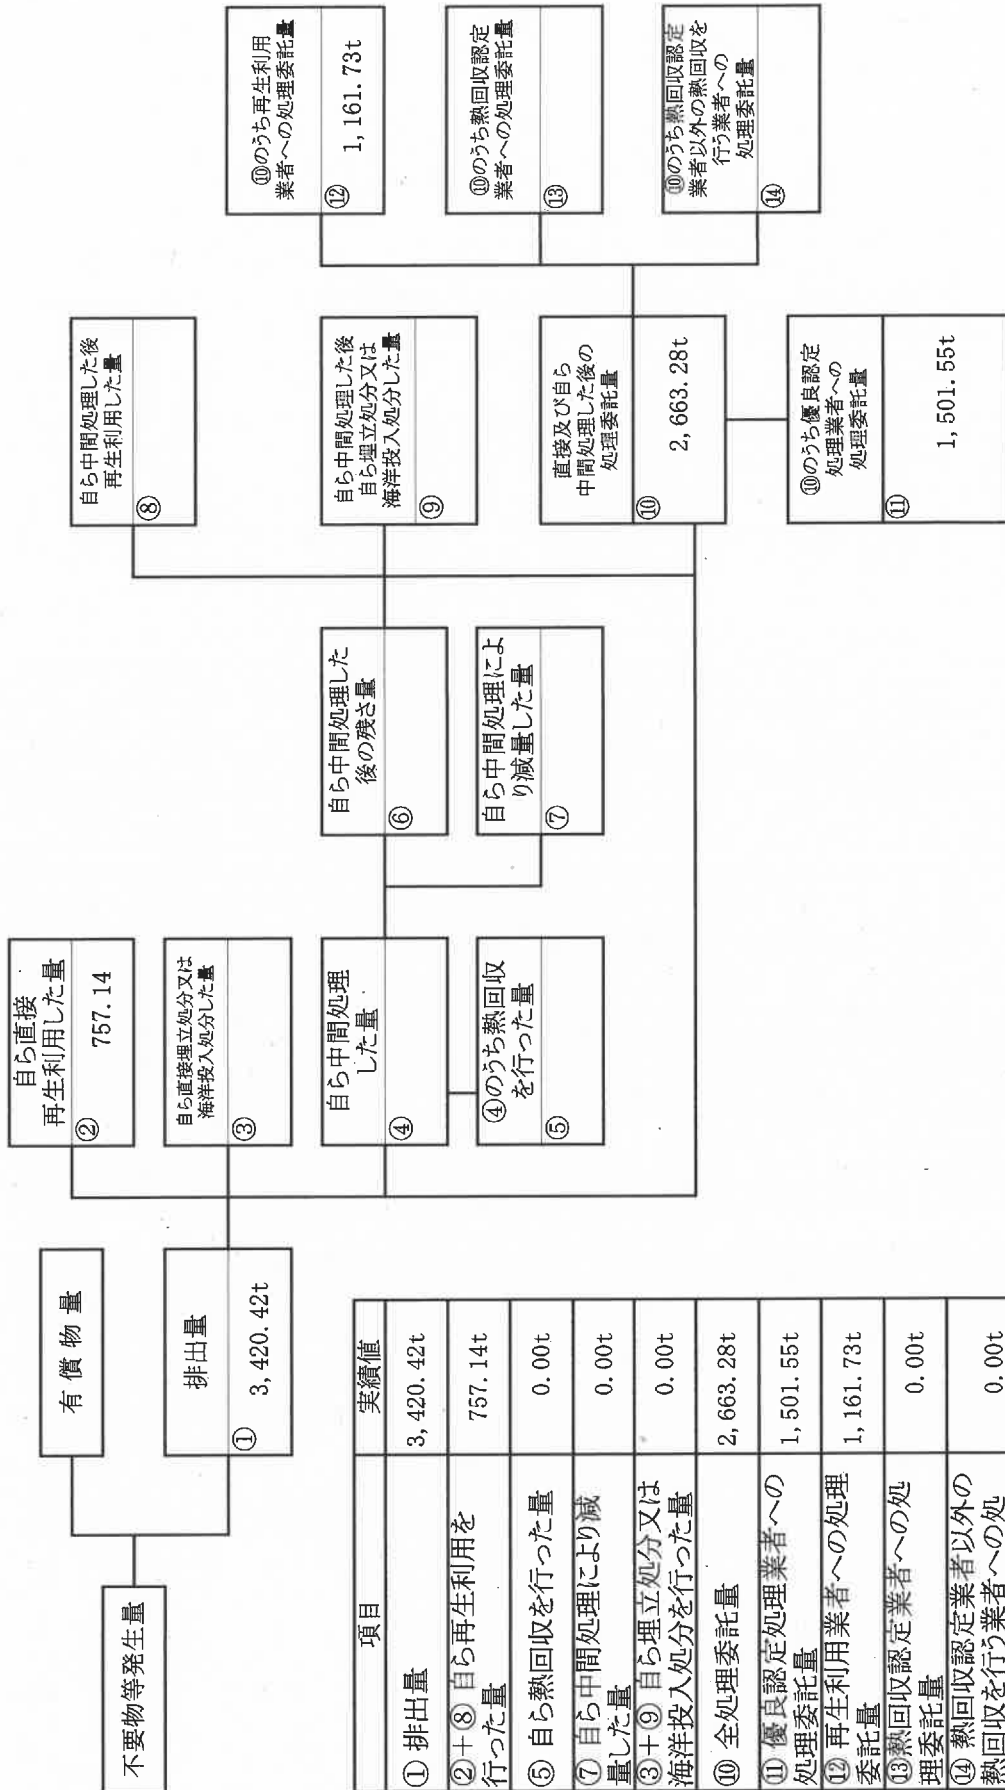 不要物等発生量
有償物量
排出量
① 3,420.42t
自ら直接
再生利用した量
② 757.14
自ら直接埋立処分又は
海洋投入処分した量
③
自ら中間処理
した量
④
④のうち熱回収
を行った量
⑤
自ら中間処理した
後の残さ量
⑥
自ら中間処理によ
り減量した量
⑦
自ら中間処理した後
再生利用した量
⑧
自ら中間処理した後
自ら埋立処分又は
海洋投入処分した量
⑨
直接及び自ら
中間処理した後の
処理委託量
⑩ 2,663.28t
⑩のうち優良認定
処理業者への
処理委託量
⑪ 1,501.55t
⑩のうち再生利用
業者への処理委託量
⑫ 1,161.73t
⑩のうち熱回収認定
業者への処理委託量
⑬
⑩のうち熱回収認定
業者以外の熱回収を
行う業者への
処理委託量
⑭
項目 実績値
① 排出量 3,420.42t
②+⑧ 自ら再生利用を
行った量 757.14t
⑤ 自ら熱回収を行った量 0.00t
⑦ 自ら中間処理により減
量した量 0.00t
③+⑨ 自ら埋立処分又は
海洋投入処分を行った量 0.00t
⑩ 全処理委託量 2,663.28t
⑪ 優良認定処理業者への
処理委託量 1,501.55t
⑫ 再生利用業者への処理
委託量 1,161.73t
⑬熱回収認定業者への処
理委託量 0.00t
⑭ 熱回収認定業者以外の
熱回収を行う業者への処 0.00t